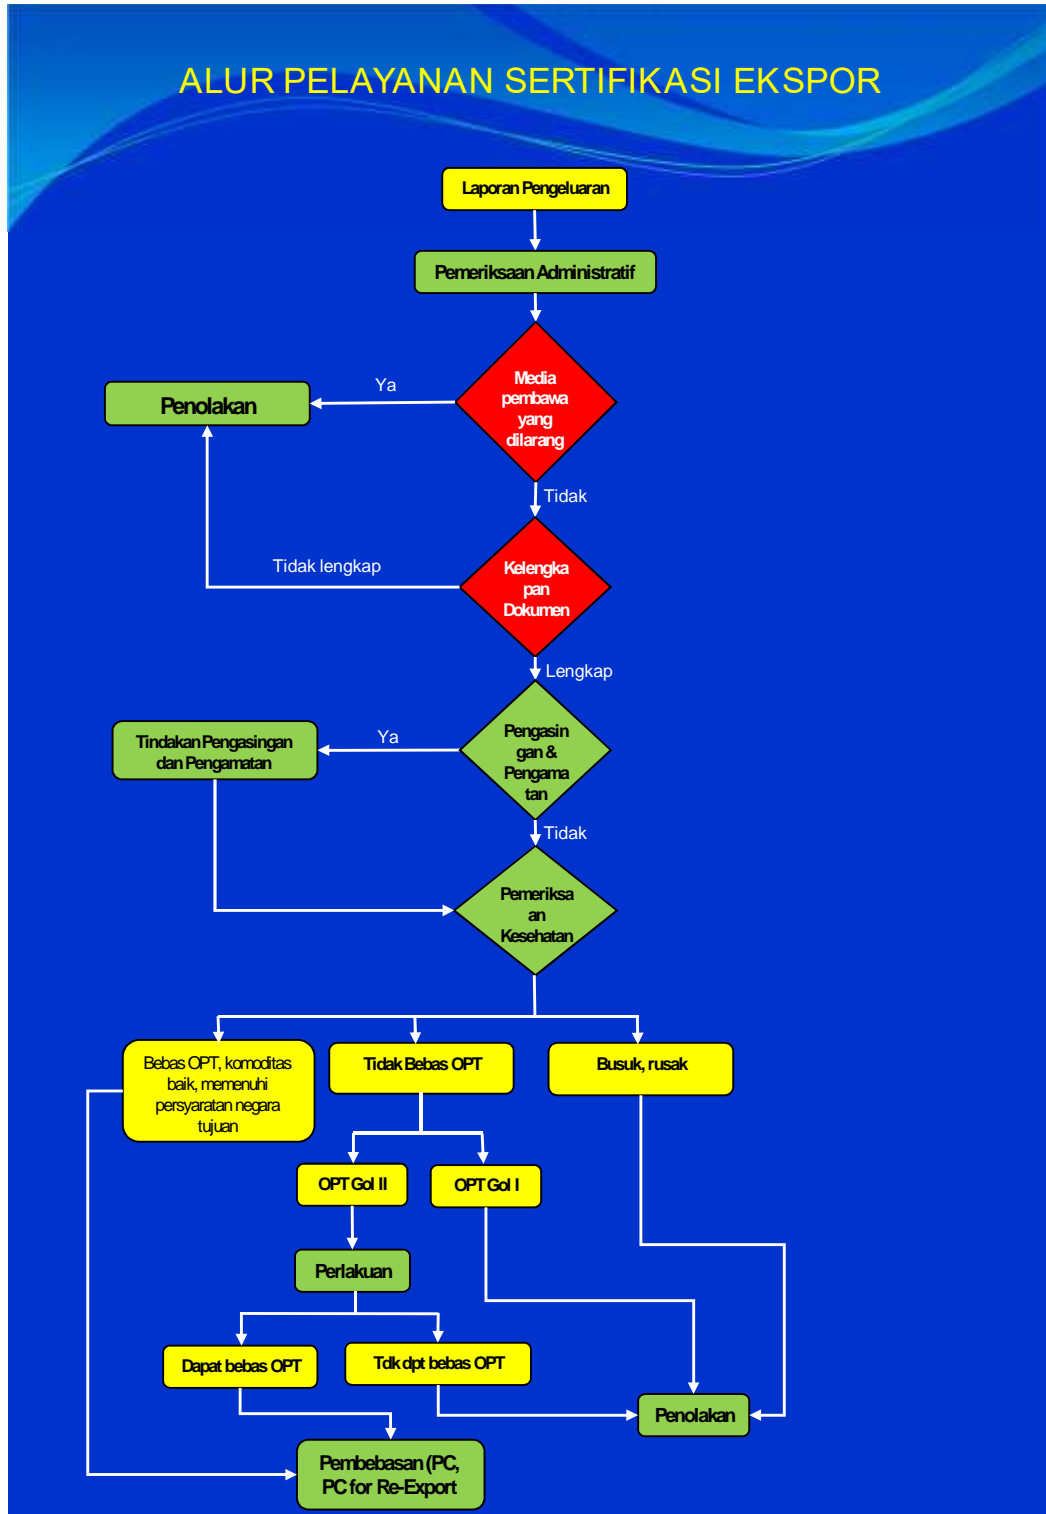 ALUR PELAYANAN SERTIFIKASI EKSPOR
Laporan Pengeluaran
Pemeriksaan Administratif
Media
pembawa
yang
dilarang
Ya
Penolakan
Tidak
Kelengka
pan
Dokumen
Tidak lengkap
Lengkap
Pengasin
gan &
Pengama
tan
Ya
Tindakan Pengasingan
dan Pengamatan
Tidak
Pemeriksa
an
Kesehatan
Bebas OPT, komoditas
baik, memenuhi
persyaratan negara
tujuan
Tidak Bebas OPT
Busuk, rusak
OPT Gol II
OPT Gol I
Perlakuan
Dapat bebas OPT
Tdk dpt bebas OPT
Penolakan
Pembebasan (PC,
PC for Re-Export